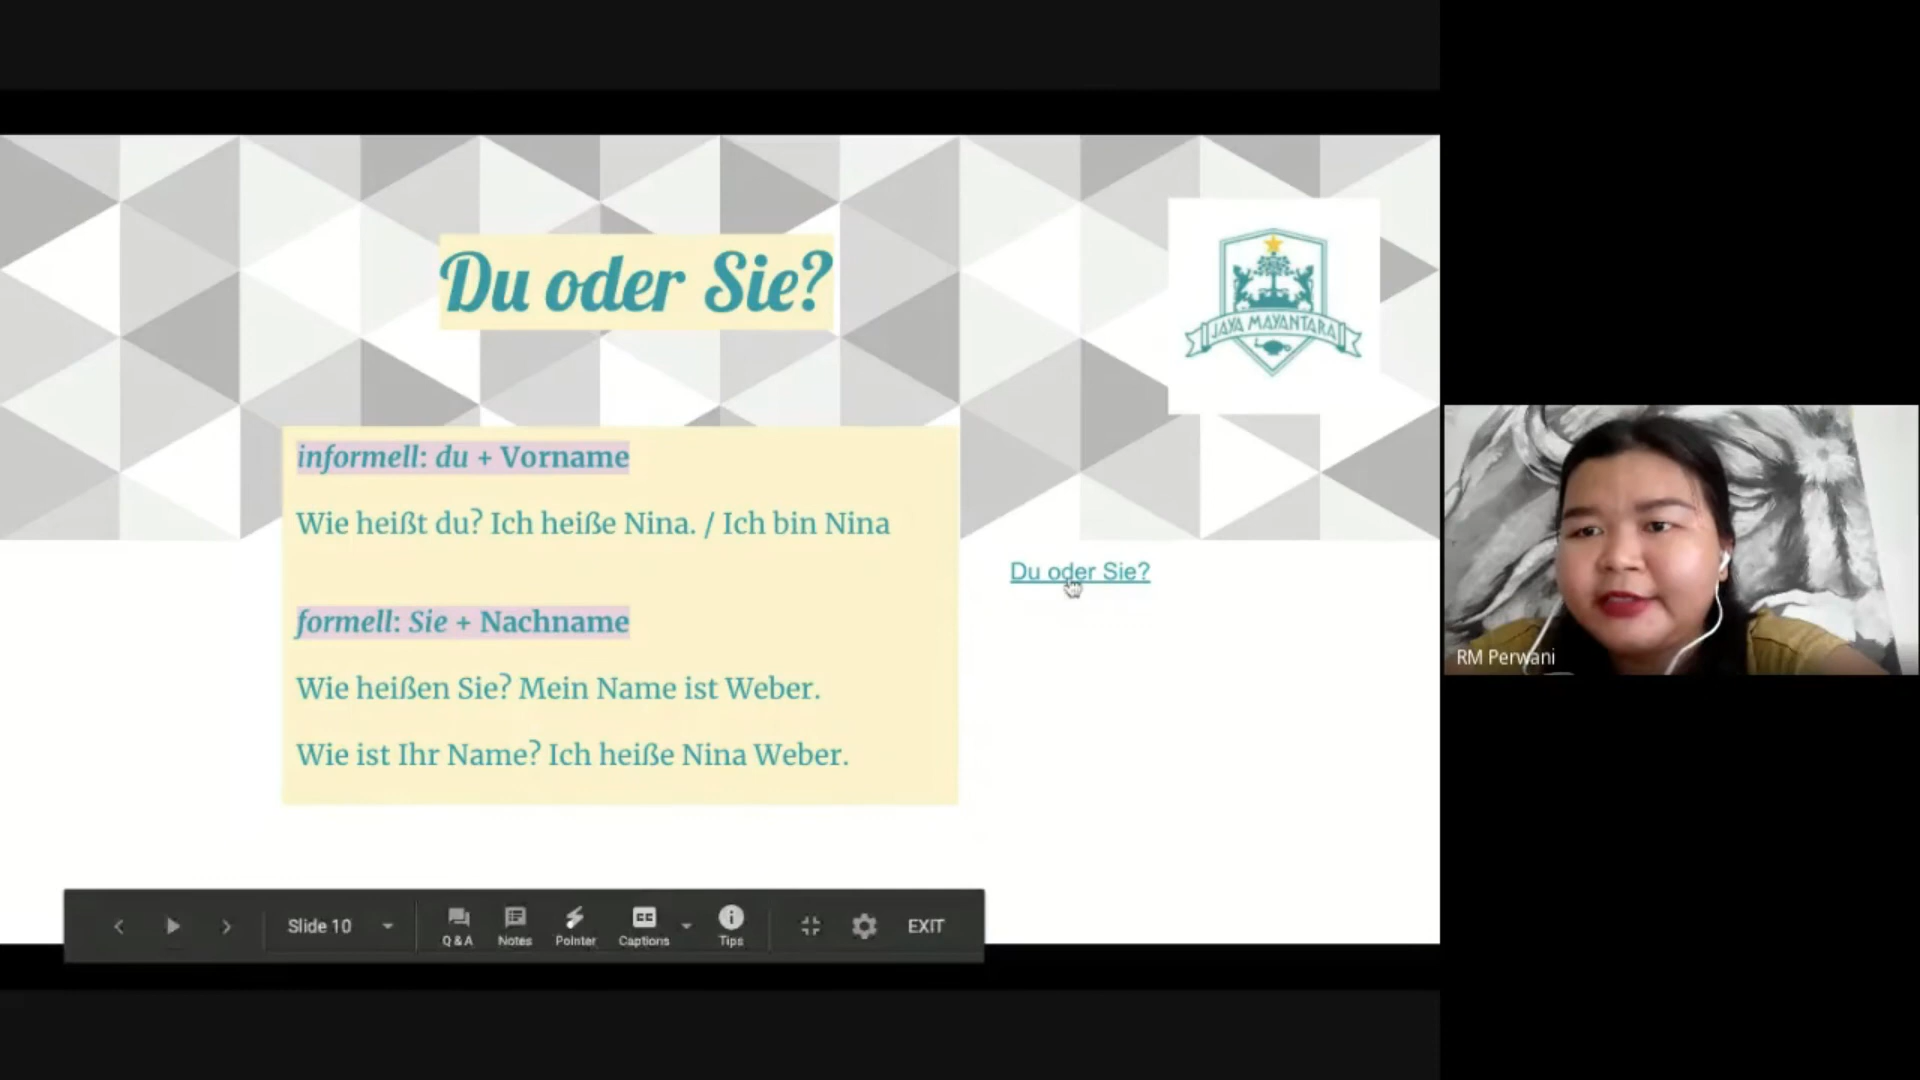 Du oder Sie?
JAYA MAYANTARA
informell: du + Vorname
Wie heißt du? Ich heiße Nina. / Ich bin Nina
Du oder Sie?
formell: Sie + Nachname
Wie heißen Sie? Mein Name ist Weber.
Wie ist Ihr Name? Ich heiße Nina Weber.
RM Perwani
Slide 10
Q & A
Notes
Pointer
CC
Captions
Tips
EXIT